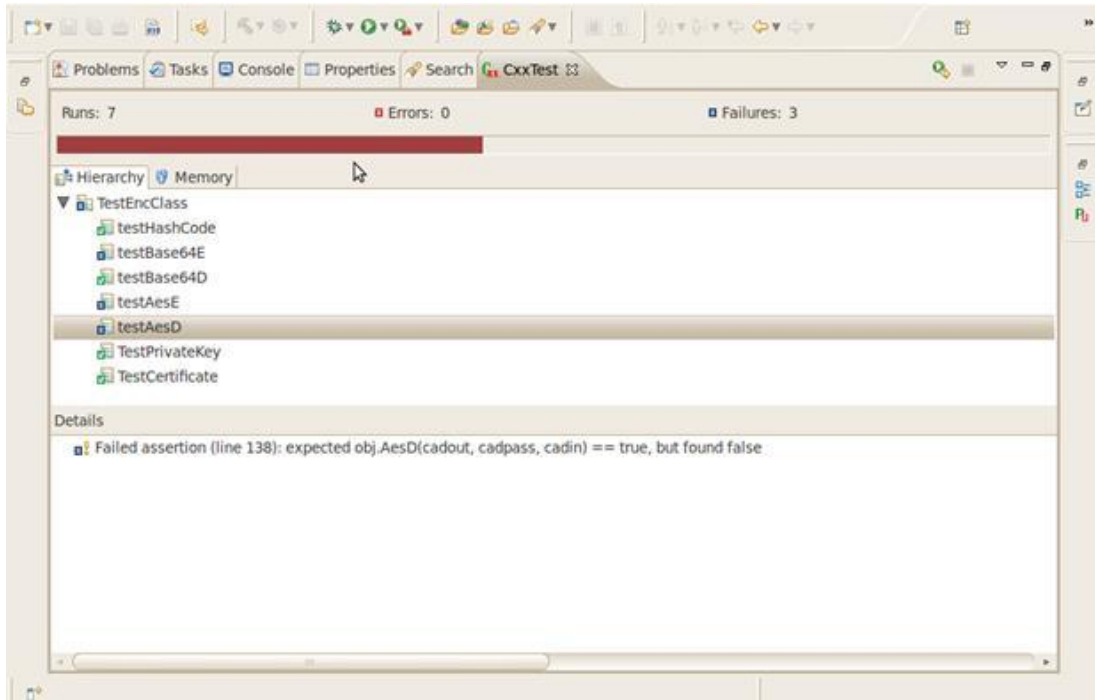 Problems Tasks Console Properties Search CxxTest
Runs: 7 Errors: 0 Failures: 3
Hierarchy Memory
TestEncClass
testHashCode
testBase64E
testBase64D
testAesE
testAesD
TestPrivateKey
TestCertificate
Details
Failed assertion (line 138): expected obj.AesD(cadout, cadpass, cadin) == true, but found false